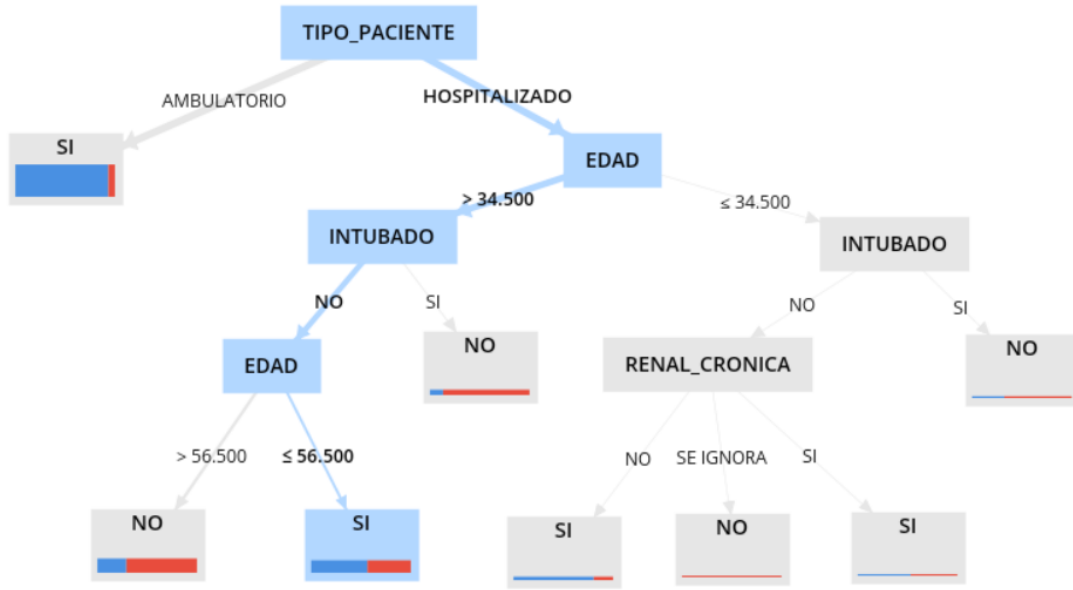 TIPO_PACIENTE
AMBULATORIO
HOSPITALIZADO
SI
EDAD
> 34.500
≤ 34.500
INTUBADO
INTUBADO
NO
SI
NO
SI
EDAD
NO
RENAL_CRONICA
NO
> 56.500
≤ 56.500
NO
SE IGNORA
SI
NO
SI
SI
NO
SI